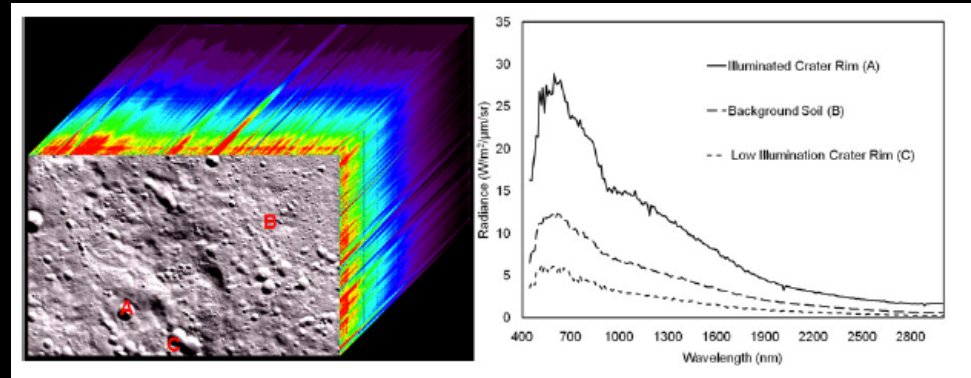 B
A
C
35
30
25
20
15
10
5
0
Radiance (W/m²/µm/sr)
Illuminated Crater Rim (A)
Background Soil (B)
Low Illumination Crater Rim (C)
400 700 1000 1300 1600 1900 2200 2500 2800
Wavelength (nm)